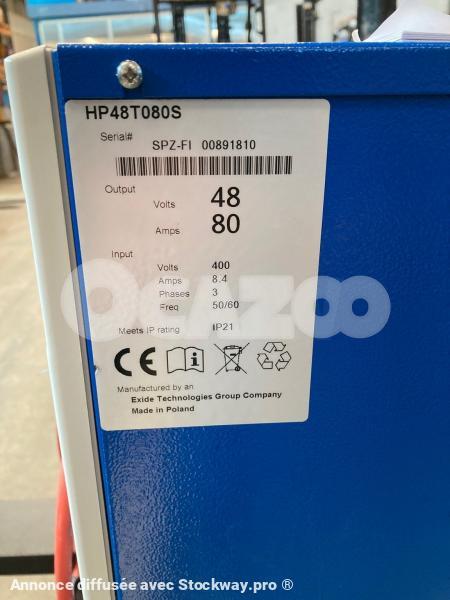 HP48T080S
Serial#
SPZ-FI 00891810
Output
Volts 48
Amps 80
Input
Volts 400
Amps 8.4
Phases 3
Freq 50/60
OCAZOO
Meets IP rating IP21
CE
Manufactured by an
Exide Technologies Group Company
Made in Poland
Annonce diffusée avec Stockway.pro ®